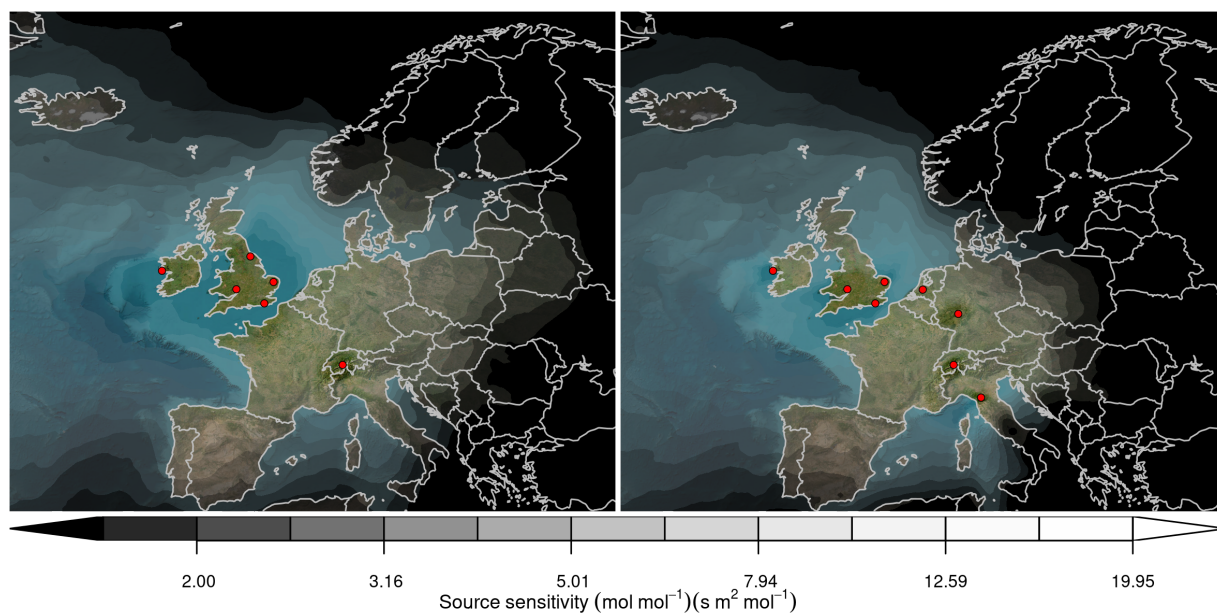 2.00 3.16 5.01 7.94 12.59 19.95
Source sensitivity (mol mol⁻¹)(s m² mol⁻¹)